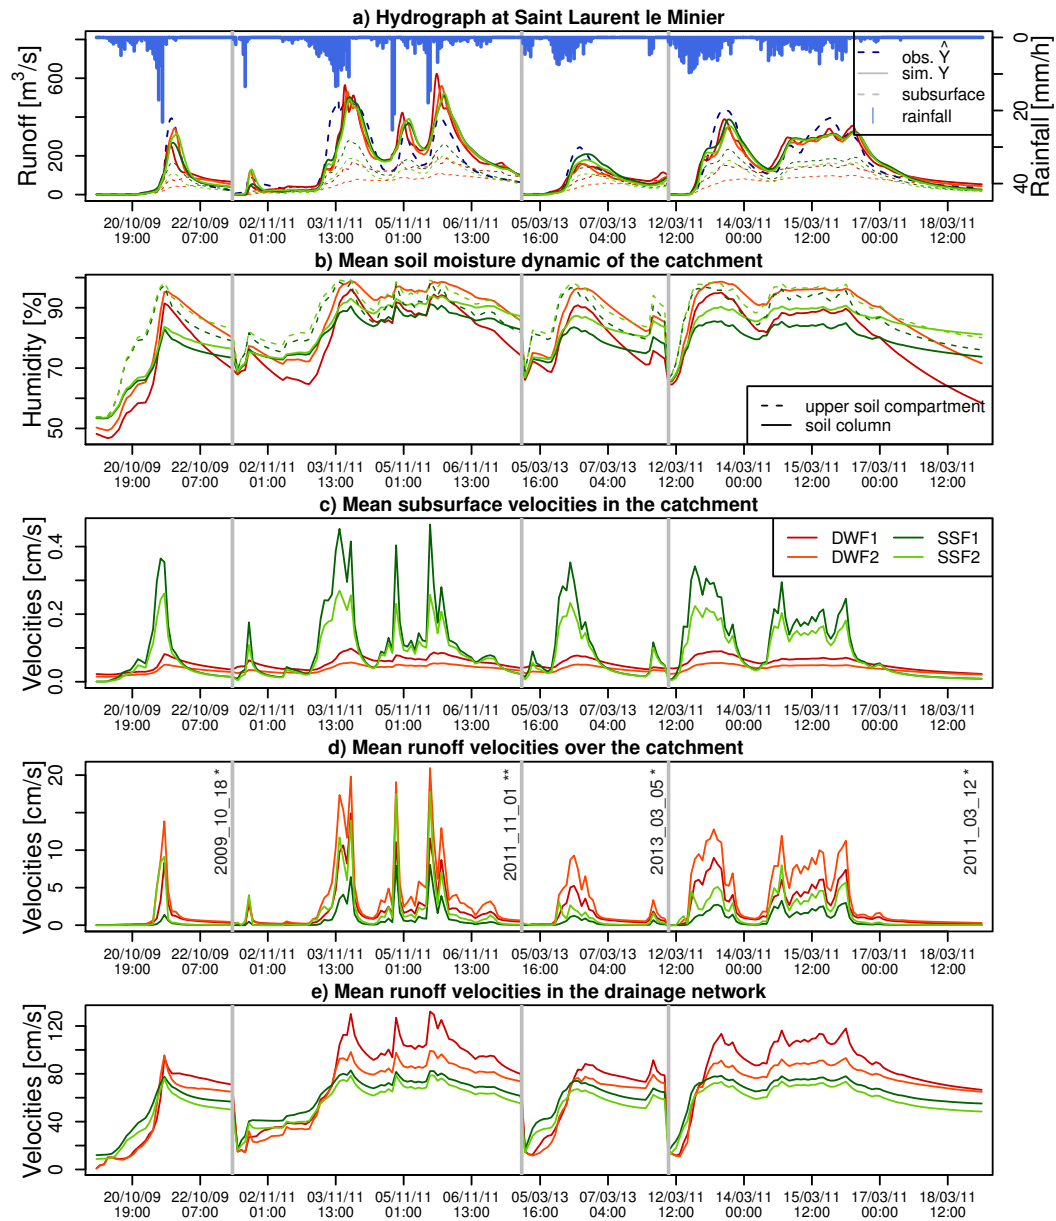 a) Hydrograph at Saint Laurent le Minier
Runoff [m³/s]
0 200 600
Rainfall [mm/h]
0 20 40
obs. Ŷ
sim. Y
subsurface
rainfall
20/10/09 22/10/09 02/11/11 03/11/11 05/11/11 06/11/11 05/03/13 07/03/13 12/03/11 14/03/11 15/03/11 17/03/11 18/03/11
19:00 07:00 01:00 13:00 01:00 13:00 16:00 04:00 12:00 00:00 12:00 00:00 12:00
b) Mean soil moisture dynamic of the catchment
Humidity [%]
50 70 90
upper soil compartment
soil column
20/10/09 22/10/09 02/11/11 03/11/11 05/11/11 06/11/11 05/03/13 07/03/13 12/03/11 14/03/11 15/03/11 17/03/11 18/03/11
19:00 07:00 01:00 13:00 01:00 13:00 16:00 04:00 12:00 00:00 12:00 00:00 12:00
c) Mean subsurface velocities in the catchment
Velocities [cm/s]
0.0 0.2 0.4
DWF1 SSF1
DWF2 SSF2
20/10/09 22/10/09 02/11/11 03/11/11 05/11/11 06/11/11 05/03/13 07/03/13 12/03/11 14/03/11 15/03/11 17/03/11 18/03/11
19:00 07:00 01:00 13:00 01:00 13:00 16:00 04:00 12:00 00:00 12:00 00:00 12:00
d) Mean runoff velocities over the catchment
Velocities [cm/s]
0 5 10 20
2009_10_18 *
2011_11_01 **
2013_03_05 *
2011_03_12 *
20/10/09 22/10/09 02/11/11 03/11/11 05/11/11 06/11/11 05/03/13 07/03/13 12/03/11 14/03/11 15/03/11 17/03/11 18/03/11
19:00 07:00 01:00 13:00 01:00 13:00 16:00 04:00 12:00 00:00 12:00 00:00 12:00
e) Mean runoff velocities in the drainage network
Velocities [cm/s]
0 40 80 120
20/10/09 22/10/09 02/11/11 03/11/11 05/11/11 06/11/11 05/03/13 07/03/13 12/03/11 14/03/11 15/03/11 17/03/11 18/03/11
19:00 07:00 01:00 13:00 01:00 13:00 16:00 04:00 12:00 00:00 12:00 00:00 12:00